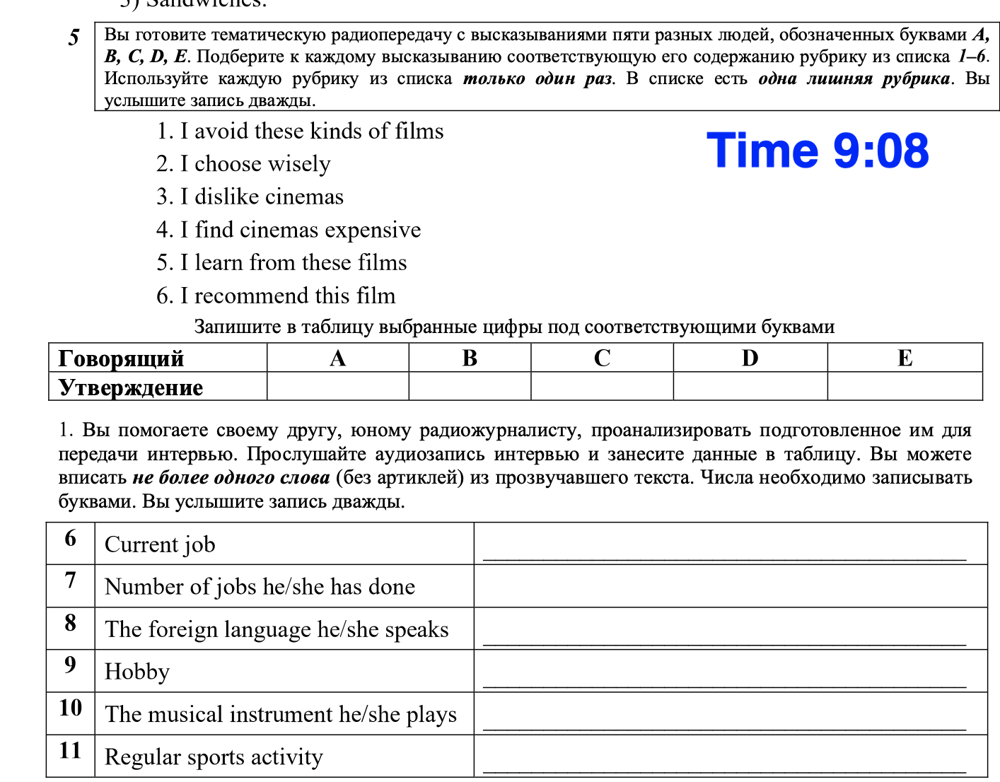 3) Sandwiches.
5 Вы готовите тематическую радиопередачу с высказываниями пяти разных людей, обозначенных буквами A,
B, C, D, E. Подберите к каждому высказыванию соответствующую его содержанию рубрику из списка 1–6.
Используйте каждую рубрику из списка только один раз. В списке есть одна лишняя рубрика. Вы
услышите запись дважды.
1. I avoid these kinds of films
Time 9:08
2. I choose wisely
3. I dislike cinemas
4. I find cinemas expensive
5. I learn from these films
6. I recommend this film
Запишите в таблицу выбранные цифры под соответствующими буквами
Говорящий A B C D E
Утверждение
1. Вы помогаете своему другу, юному радиожурналисту, проанализировать подготовленное им для
передачи интервью. Прослушайте аудиозапись интервью и занесите данные в таблицу. Вы можете
вписать не более одного слова (без артиклей) из прозвучавшего текста. Числа необходимо записывать
буквами. Вы услышите запись дважды.
6 Current job
7 Number of jobs he/she has done
8 The foreign language he/she speaks
9 Hobby
10 The musical instrument he/she plays
11 Regular sports activity